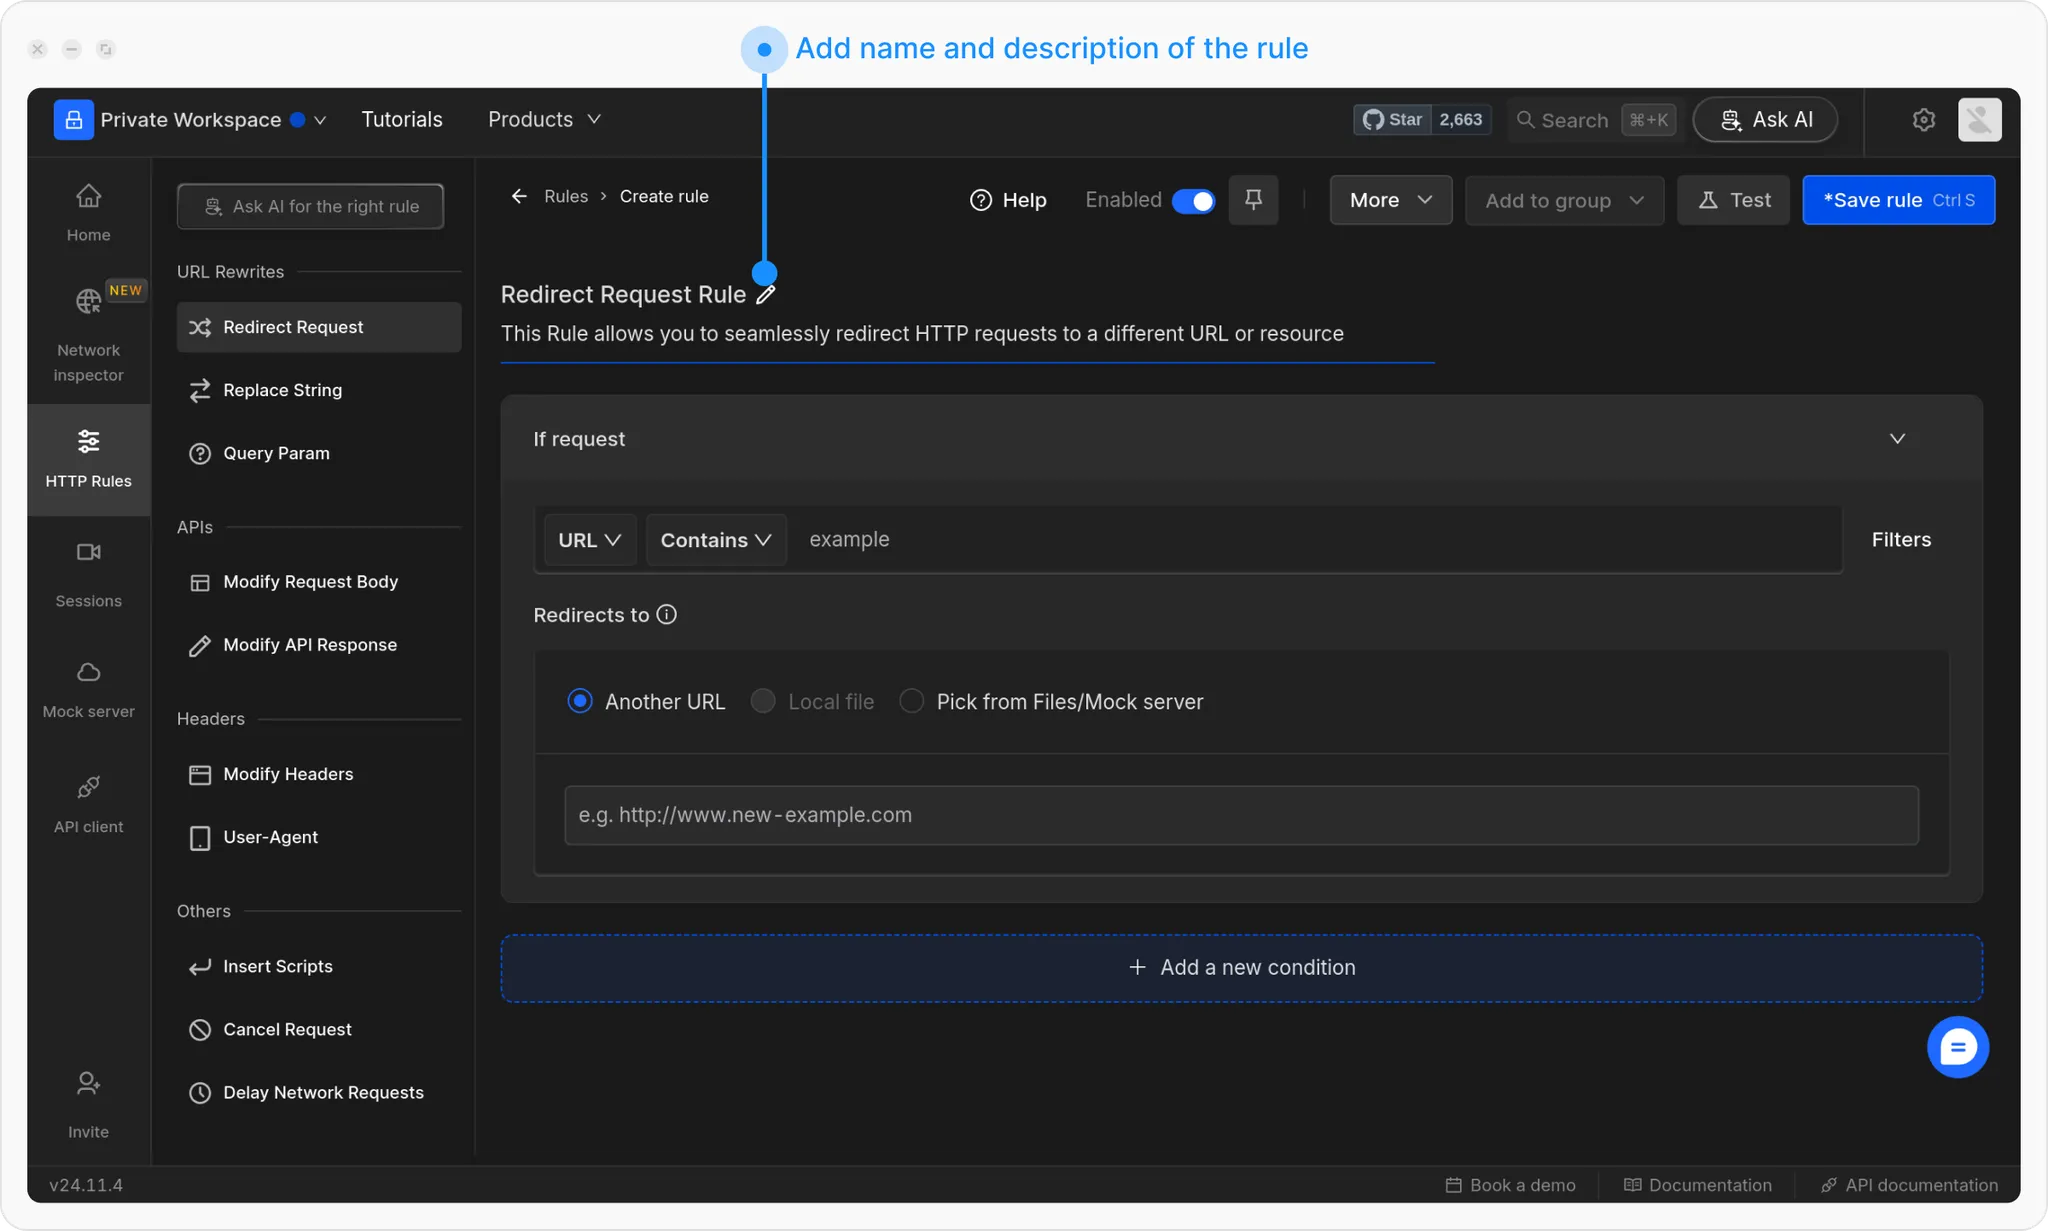 Add name and description of the rule
Private Workspace
Tutorials
Products
Star 2,663
Search ⌘+K
Ask AI
Home
NEW
Network
inspector
HTTP Rules
Sessions
Mock server
API client
Invite
Ask AI for the right rule
URL Rewrites
Redirect Request
Replace String
Query Param
APIs
Modify Request Body
Modify API Response
Headers
Modify Headers
User-Agent
Others
Insert Scripts
Cancel Request
Delay Network Requests
Rules > Create rule
Help
Enabled
More
Add to group
Test
*Save rule Ctrl S
Redirect Request Rule
This Rule allows you to seamlessly redirect HTTP requests to a different URL or resource
If request
URL
Contains
example
Filters
Redirects to
Another URL
Local file
Pick from Files/Mock server
e.g. http://www.new-example.com
+ Add a new condition
v24.11.4
Book a demo
Documentation
API documentation